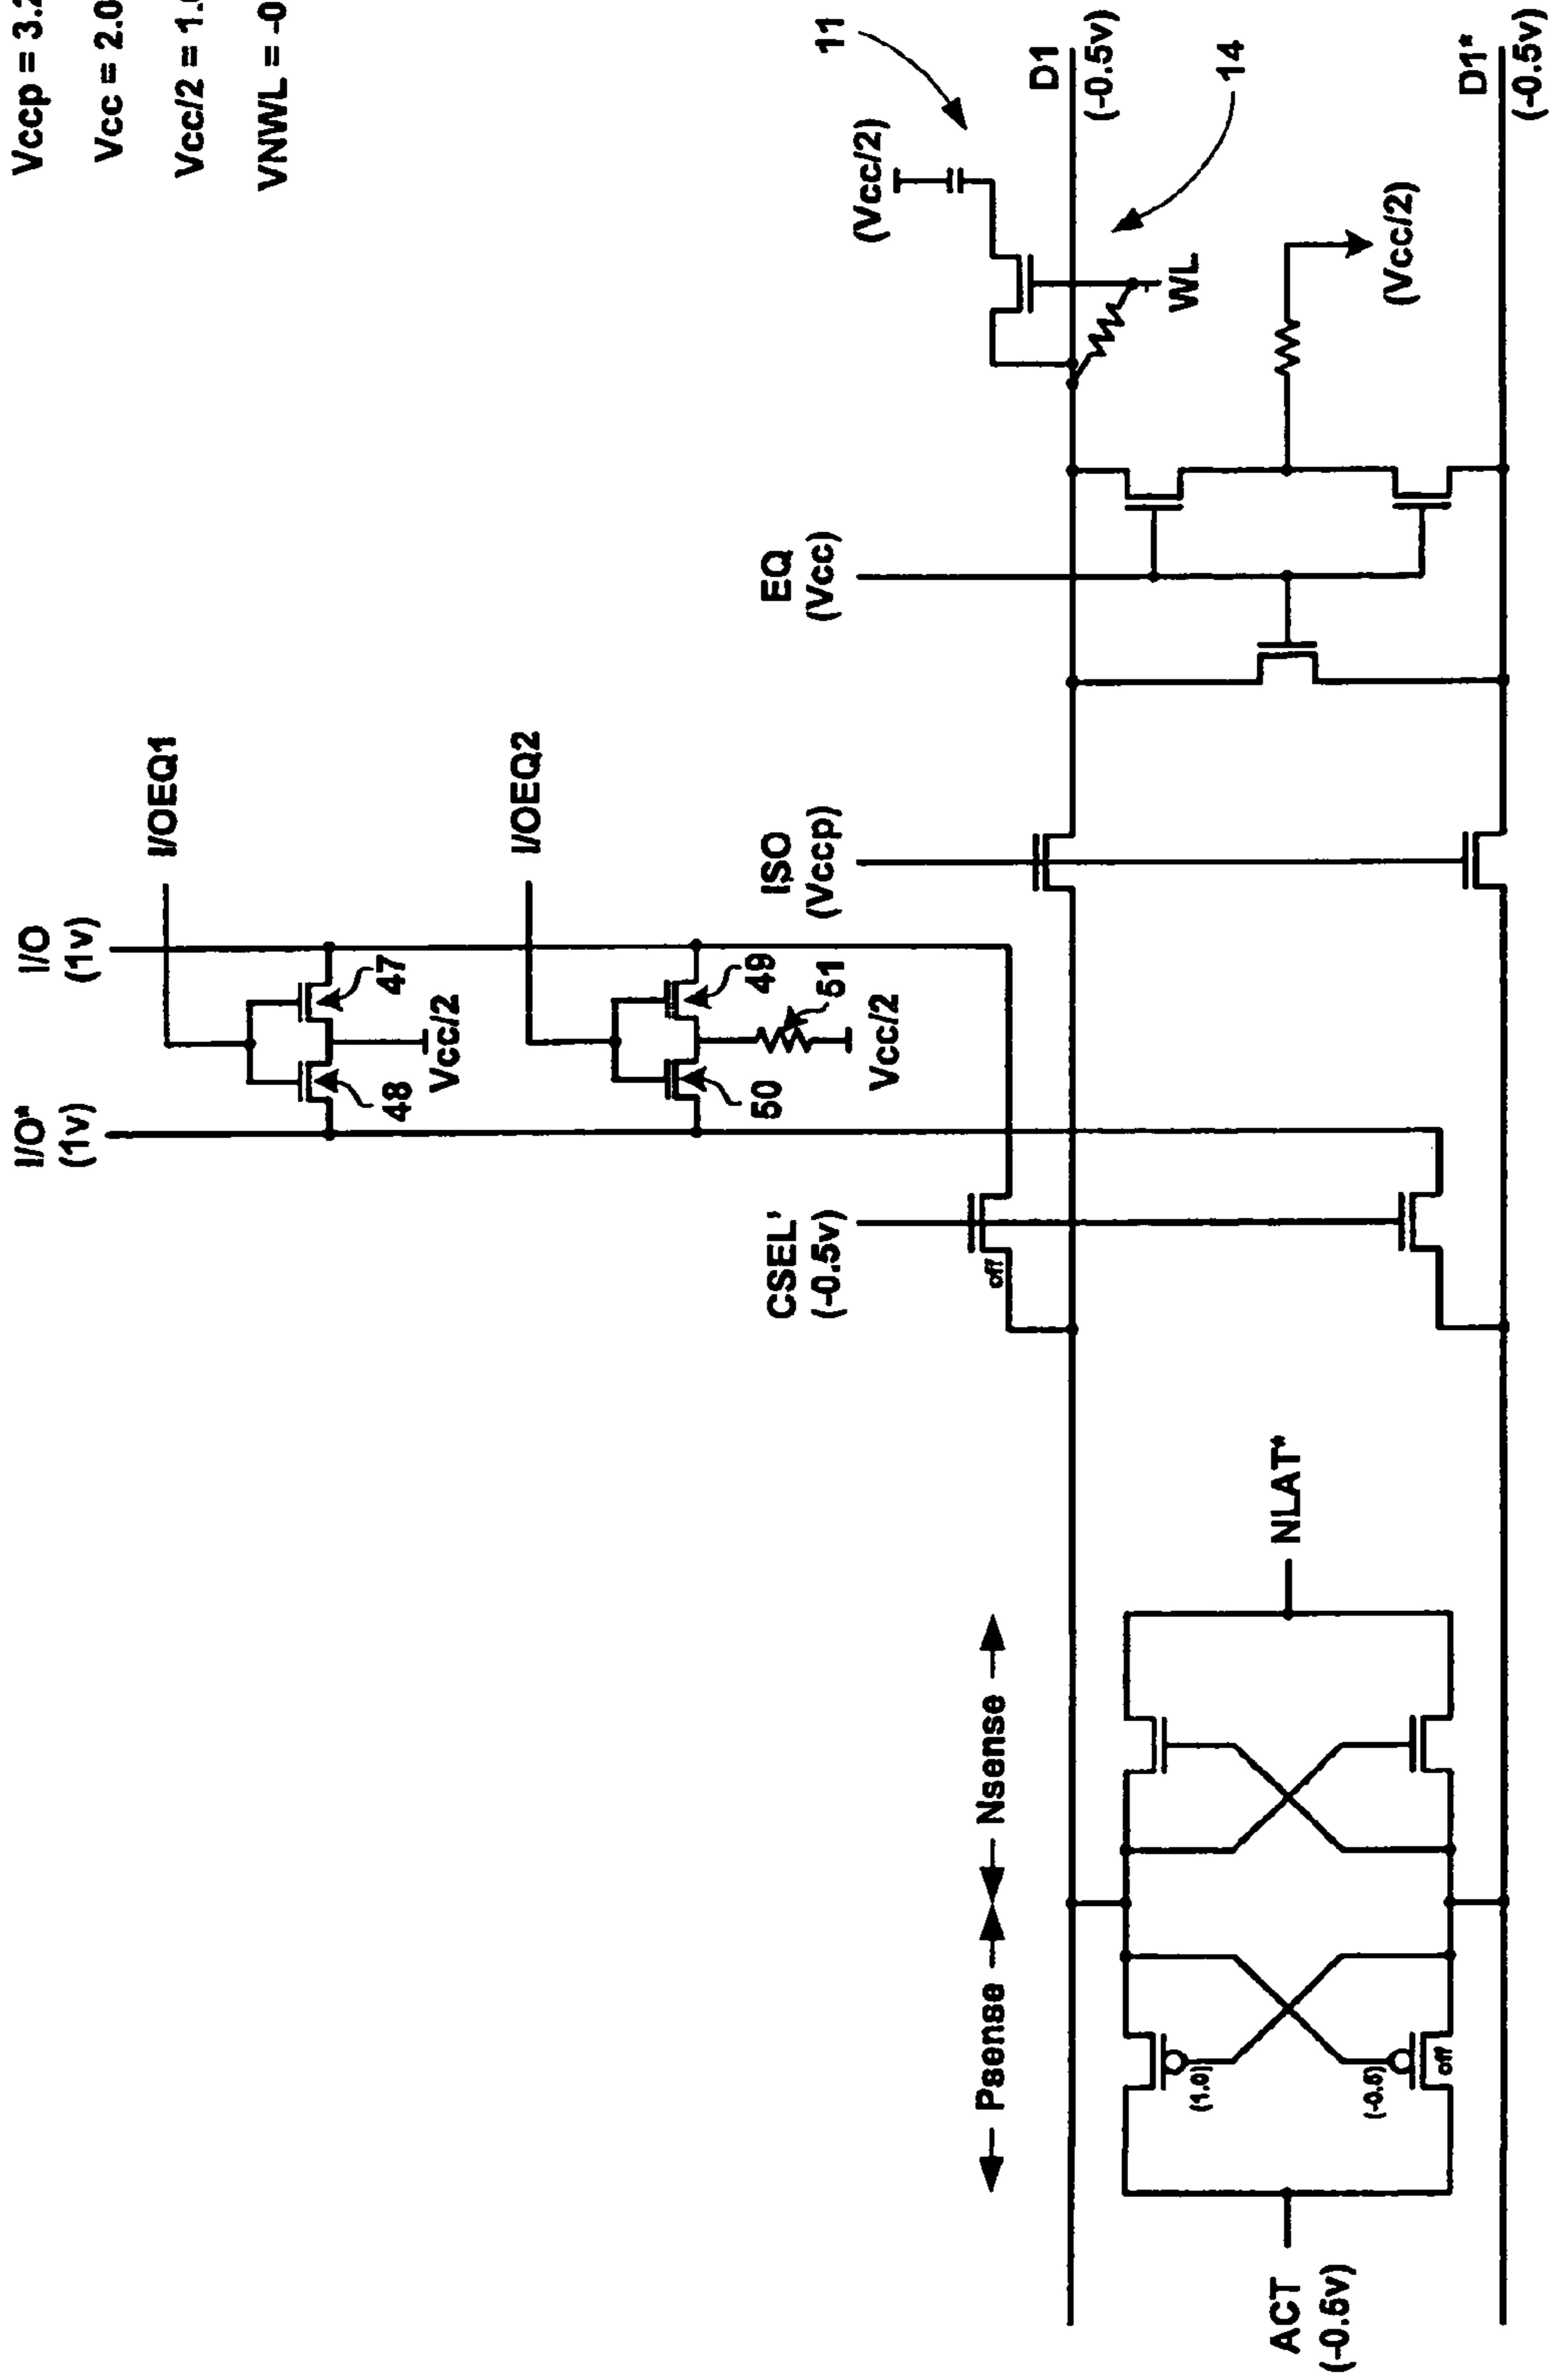 Vccp = 3.2
Vcc = 2.0
Vcc/2 = 1.
VNWL = -0
I/O*
(1v)
I/O
(1v)
I/OEQ1
48
47
Vcc/2
I/OEQ2
50
49
51
Vcc/2
CSEL'
(-0.5v)
ISO
(Vccp)
EQ
(Vcc)
(Vcc/2)
11
off
D1
(-0.5v)
WL
14
Psense
Nsense
(1.0)
(-0.5)
off
ACT
(-0.5v)
NLAT*
(Vcc/2)
D1*
(-0.5v)